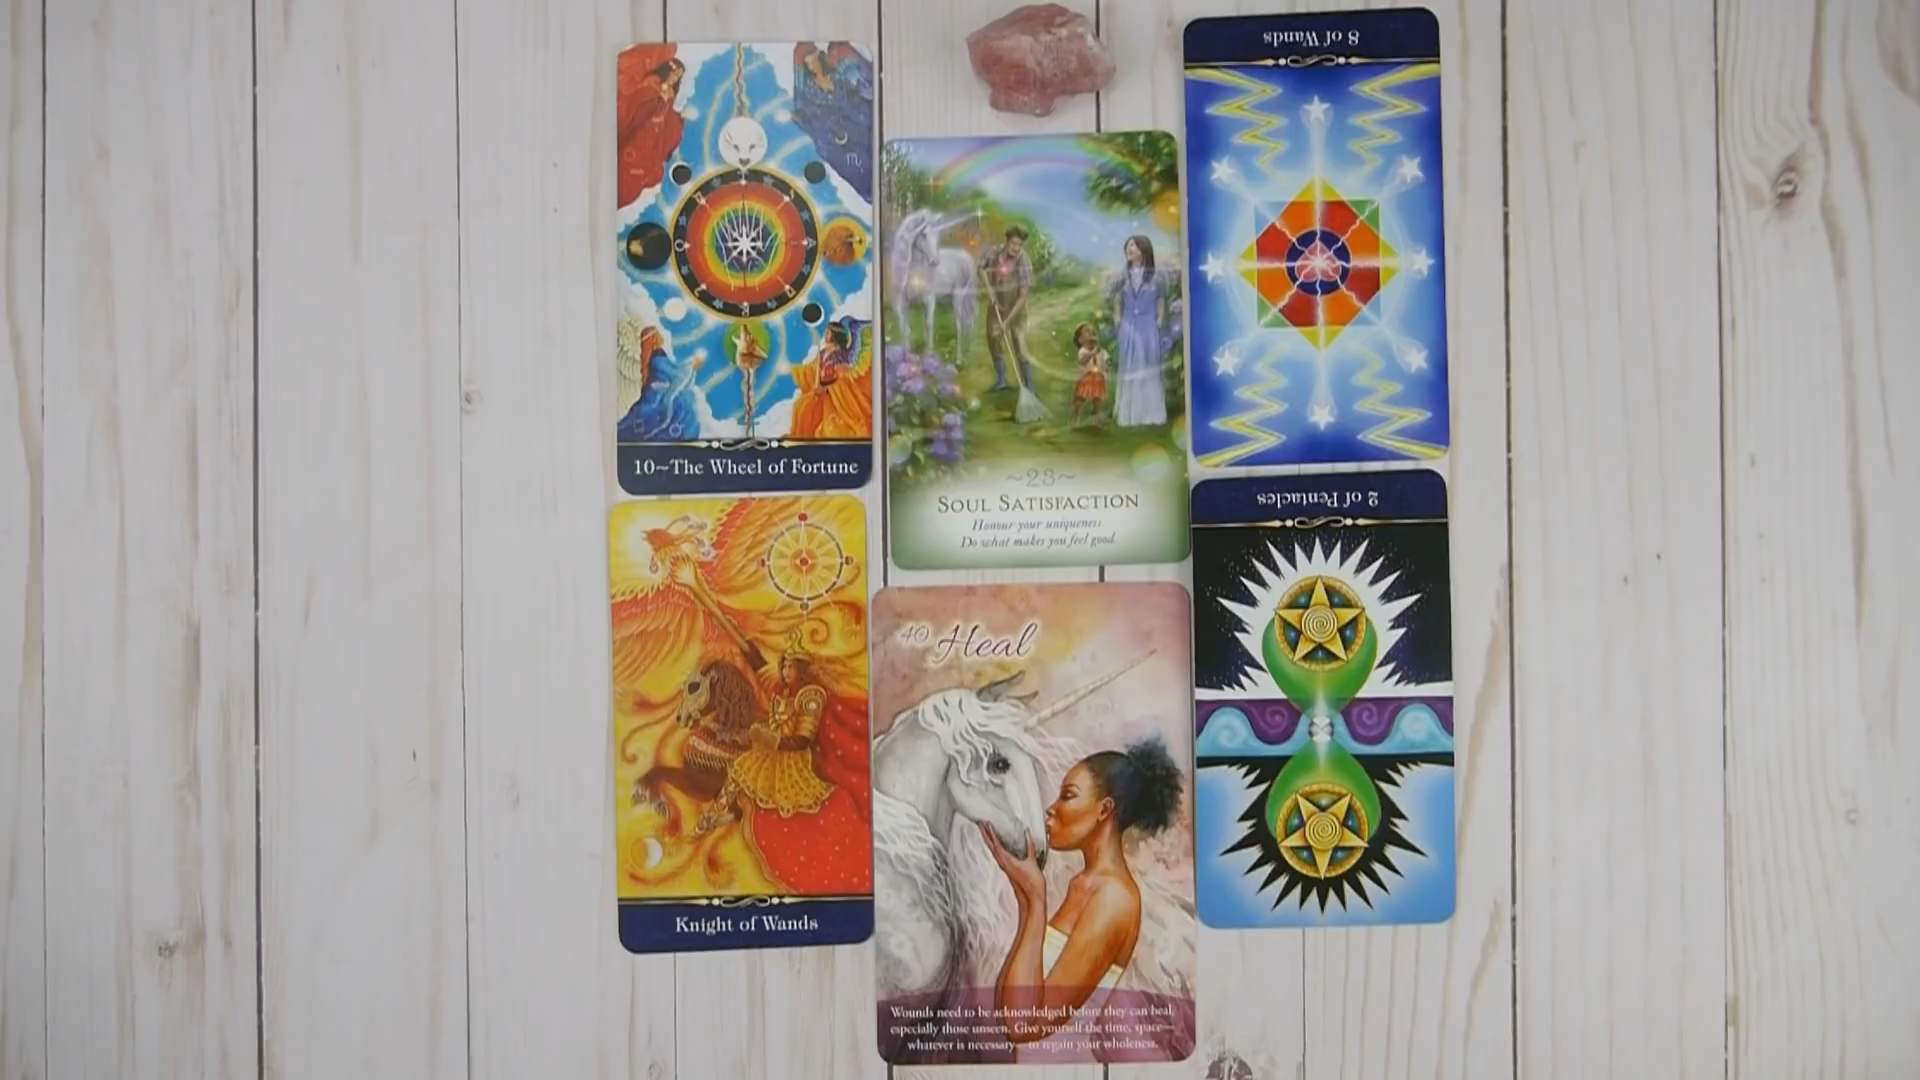 8 of Wands
10~The Wheel of Fortune
~23~
SOUL SATISFACTION
Honour your uniqueness.
Do what makes you feel good.
2 of Pentacles
Knight of Wands
40 Heal
Wounds need to be acknowledged before they can heal,
especially those unseen. Give yourself the time, space—
whatever is necessary—to regain your wholeness.